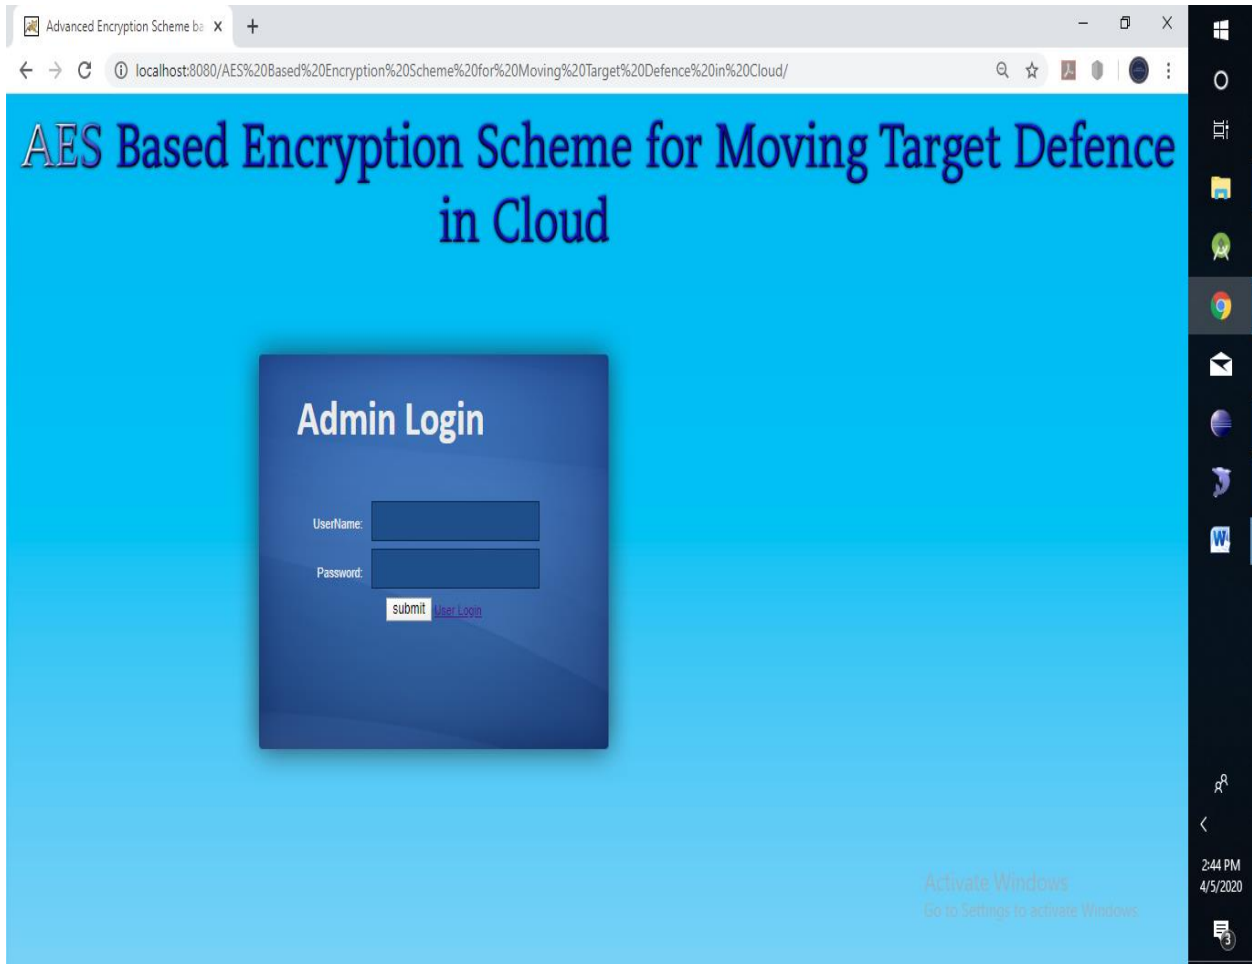 Advanced Encryption Scheme ba
localhost:8080/AES%20Based%20Encryption%20Scheme%20for%20Moving%20Target%20Defence%20in%20Cloud/
AES Based Encryption Scheme for Moving Target Defence
in Cloud
Admin Login
UserName:
Password:
submit User Login
Activate Windows
Go to Settings to activate Windows.
2:44 PM
4/5/2020
3